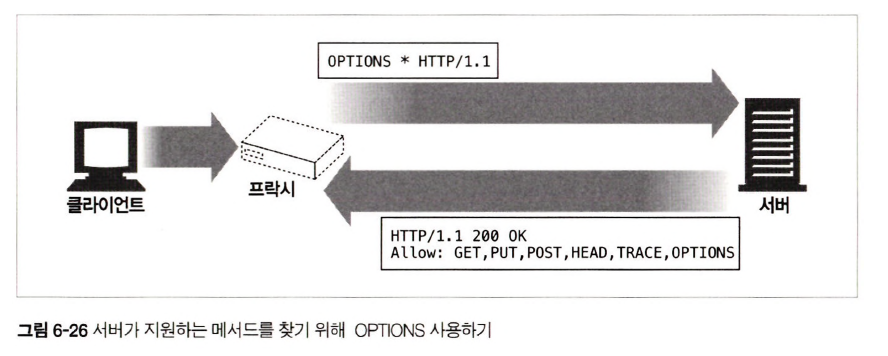 OPTIONS * HTTP/1.1
클라이언트
프락시
서버
HTTP/1.1 200 OK
Allow: GET,PUT,POST,HEAD,TRACE,OPTIONS
그림 6-26 서버가 지원하는 메서드를 찾기 위해 OPTIONS 사용하기